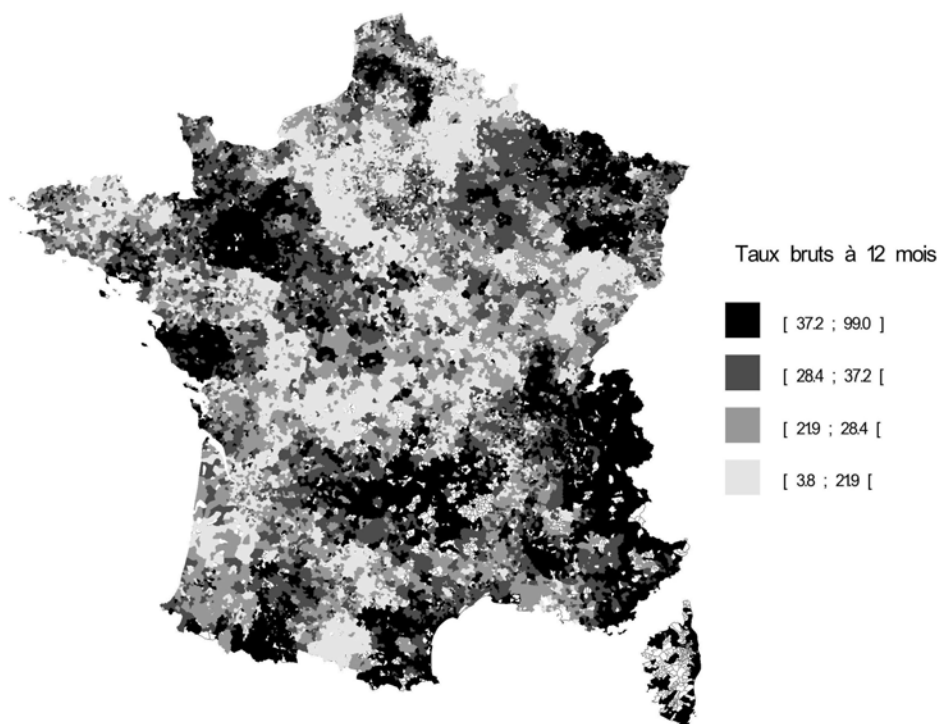 Taux bruts à 12 mois
[ 37.2 ; 99.0 ]
[ 28.4 ; 37.2 [
[ 21.9 ; 28.4 [
[ 3.8 ; 21.9 [